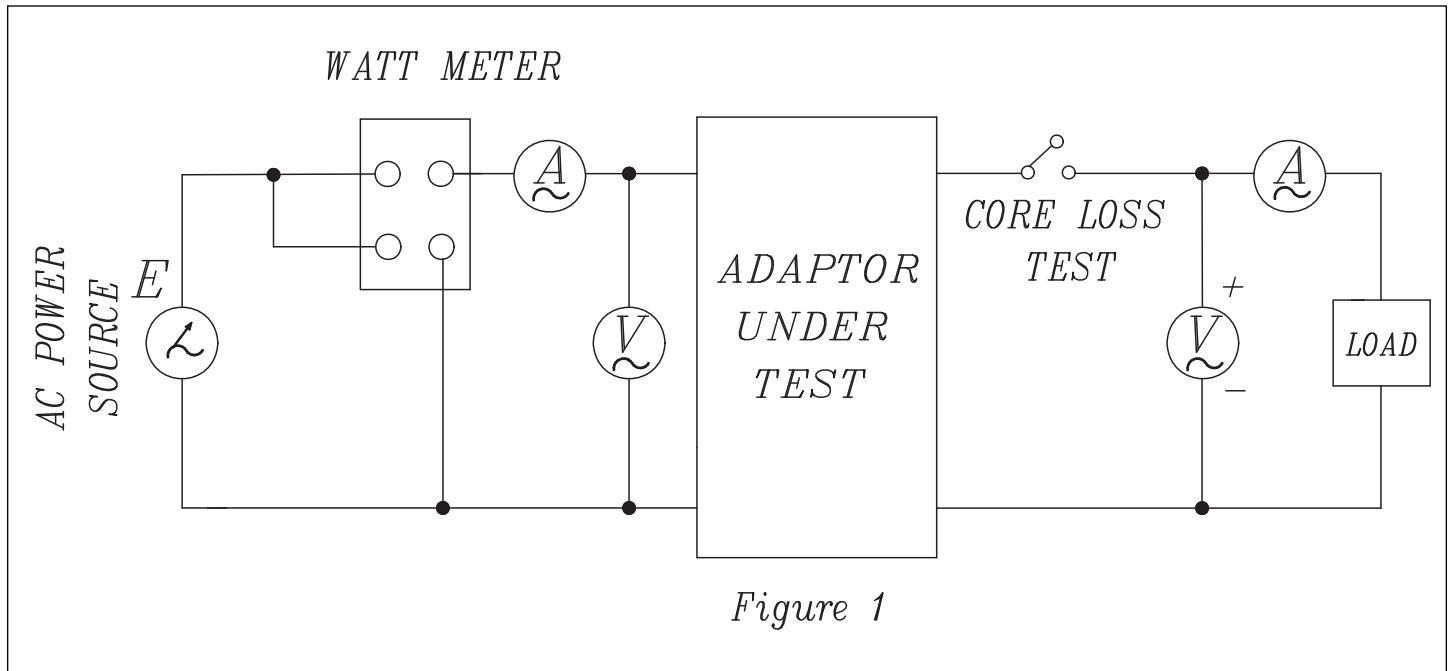 WATT METER
A
A
CORE LOSS
TEST
AC POWER
SOURCE
E
ADAPTOR
UNDER
TEST
V
+
V
-
LOAD
Figure 1